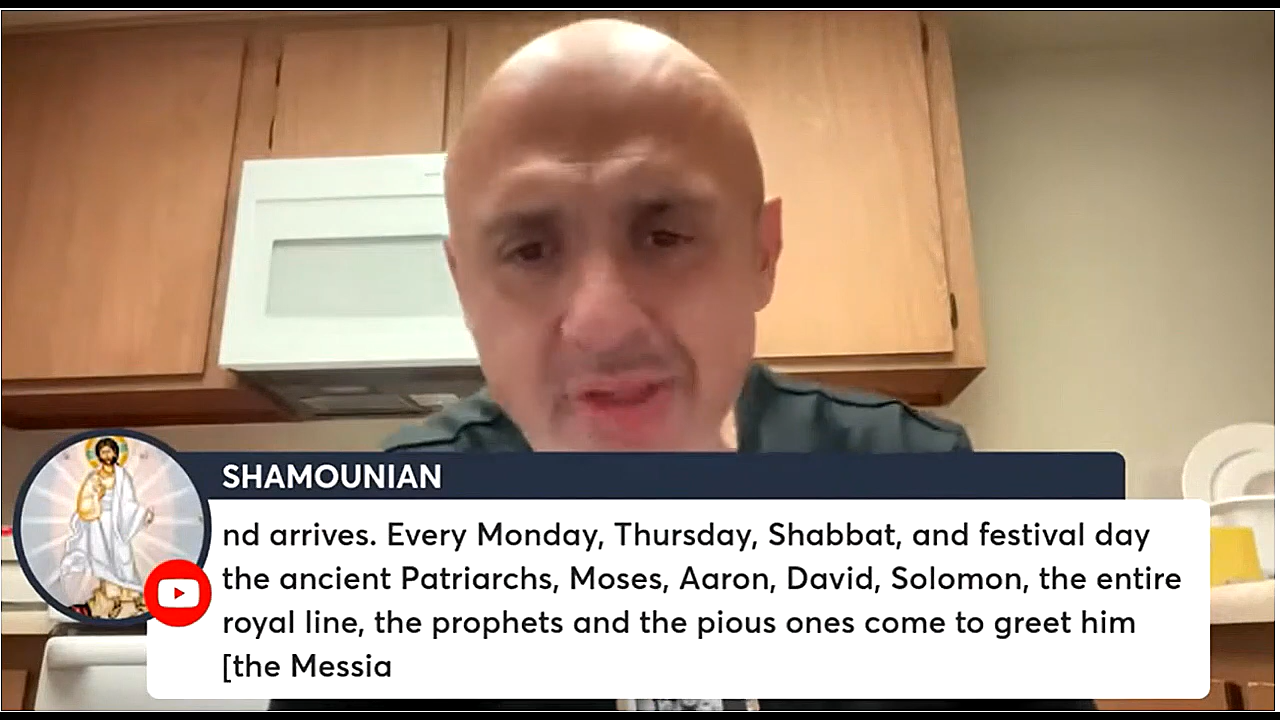 SHAMOUNIAN
nd arrives. Every Monday, Thursday, Shabbat, and festival day
the ancient Patriarchs, Moses, Aaron, David, Solomon, the entire
royal line, the prophets and the pious ones come to greet him
[the Messia